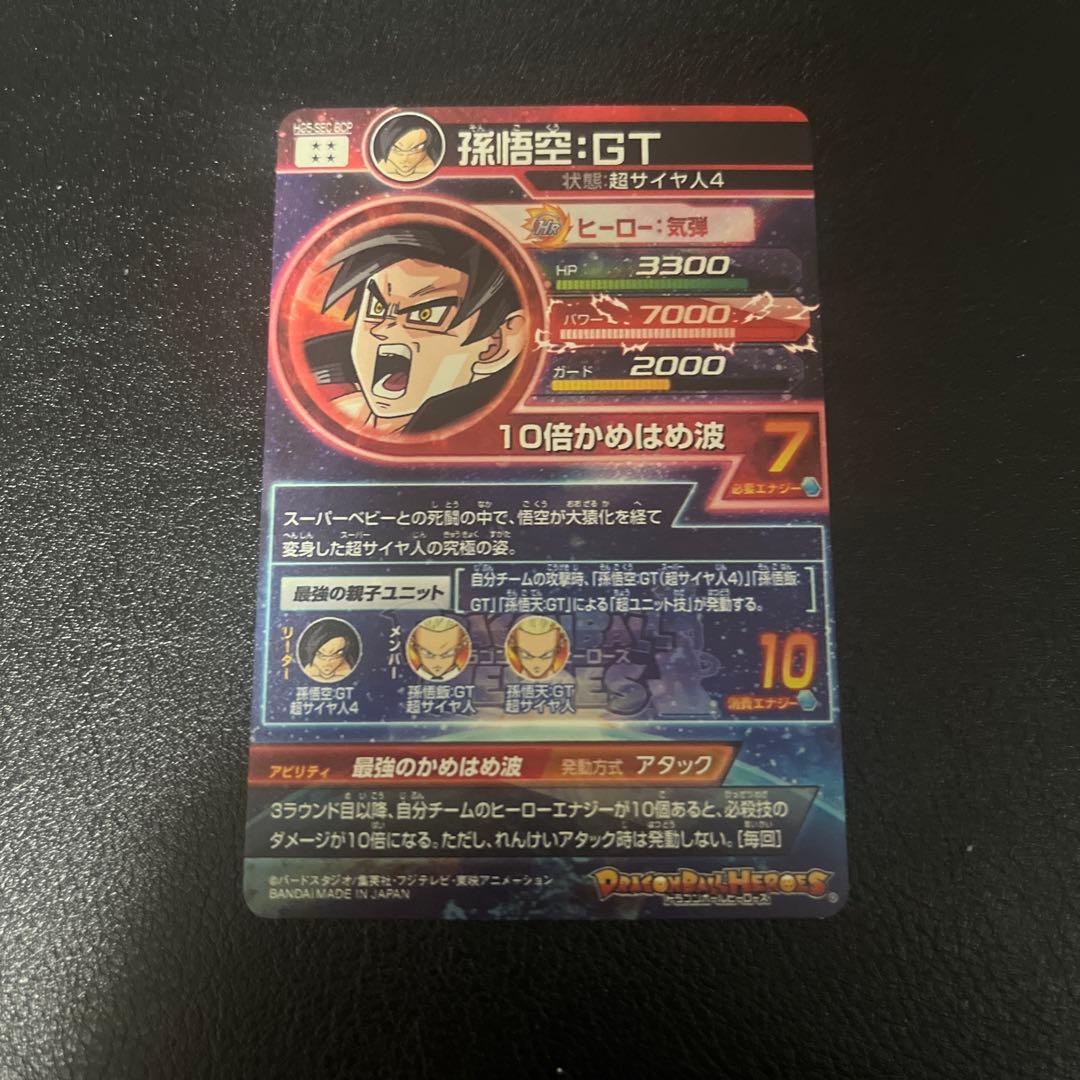 HG5-SEC BCP
孫悟空:GT
状態:超サイヤ人4
HR ヒーロー:気弾
HP 3300
パワー 7000
ガード 2000
10倍かめはめ波 7
必要エナジー
スーパーベビーとの死闘の中で、悟空が大猿化を経て
変身した超サイヤ人の究極の姿。
最強の親子ユニット
自分チームの攻撃時、「孫悟空:GT(超サイヤ人4)」「孫悟飯:
GT」「孫悟天:GT」による「超ユニット技」が発動する。
リーダー
孫悟空:GT
超サイヤ人4
メンバー
孫悟飯:GT
超サイヤ人
孫悟天:GT
超サイヤ人
10
消費エナジー
アビリティ 最強のかめはめ波 発動方式 アタック
3ラウンド目以降、自分チームのヒーローエナジーが10個あると、必殺技の
ダメージが10倍になる。ただし、れんけいアタック時は発動しない。[毎回]
©バードスタジオ/集英社・フジテレビ・東映アニメーション
BANDAI MADE IN JAPAN
DRAGONBALL HEROES
ドラゴンボールヒーローズ